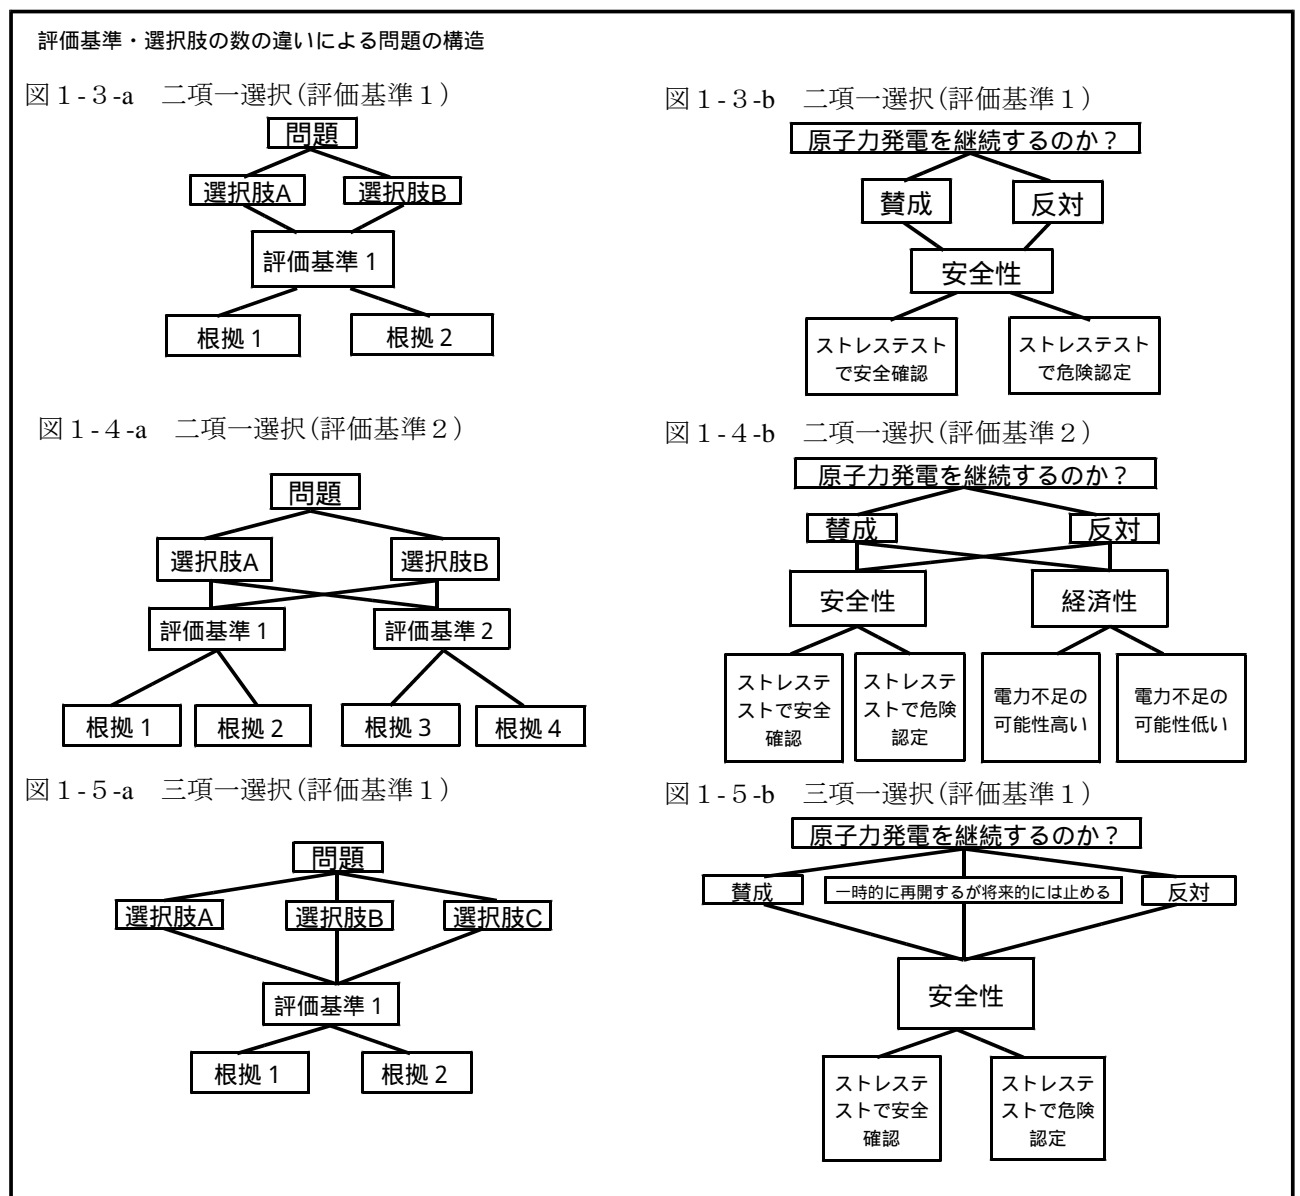 評価基準・選択肢の数の違いによる問題の構造
図１-３-a　二項一選択(評価基準１)
問題
選択肢A
選択肢B
評価基準１
根拠１
根拠２
図１-３-b　二項一選択(評価基準１)
原子力発電を継続するのか？
賛成
反対
安全性
ストレステスト
で安全確認
ストレステスト
で危険認定
図１-４-a　二項一選択(評価基準２)
問題
選択肢A
選択肢B
評価基準１
評価基準２
根拠１
根拠２
根拠３
根拠４
図１-４-b　二項一選択(評価基準２)
原子力発電を継続するのか？
賛成
反対
安全性
経済性
ストレステ
ストで安全
確認
ストレステ
ストで危険
認定
電力不足の
可能性高い
電力不足の
可能性低い
図１-５-a　三項一選択(評価基準１)
問題
選択肢A
選択肢B
選択肢C
評価基準１
根拠１
根拠２
図１-５-b　三項一選択(評価基準１)
原子力発電を継続するのか？
賛成
一時的に再開するが将来的には止める
反対
安全性
ストレステ
ストで安全
確認
ストレステ
ストで危険
認定